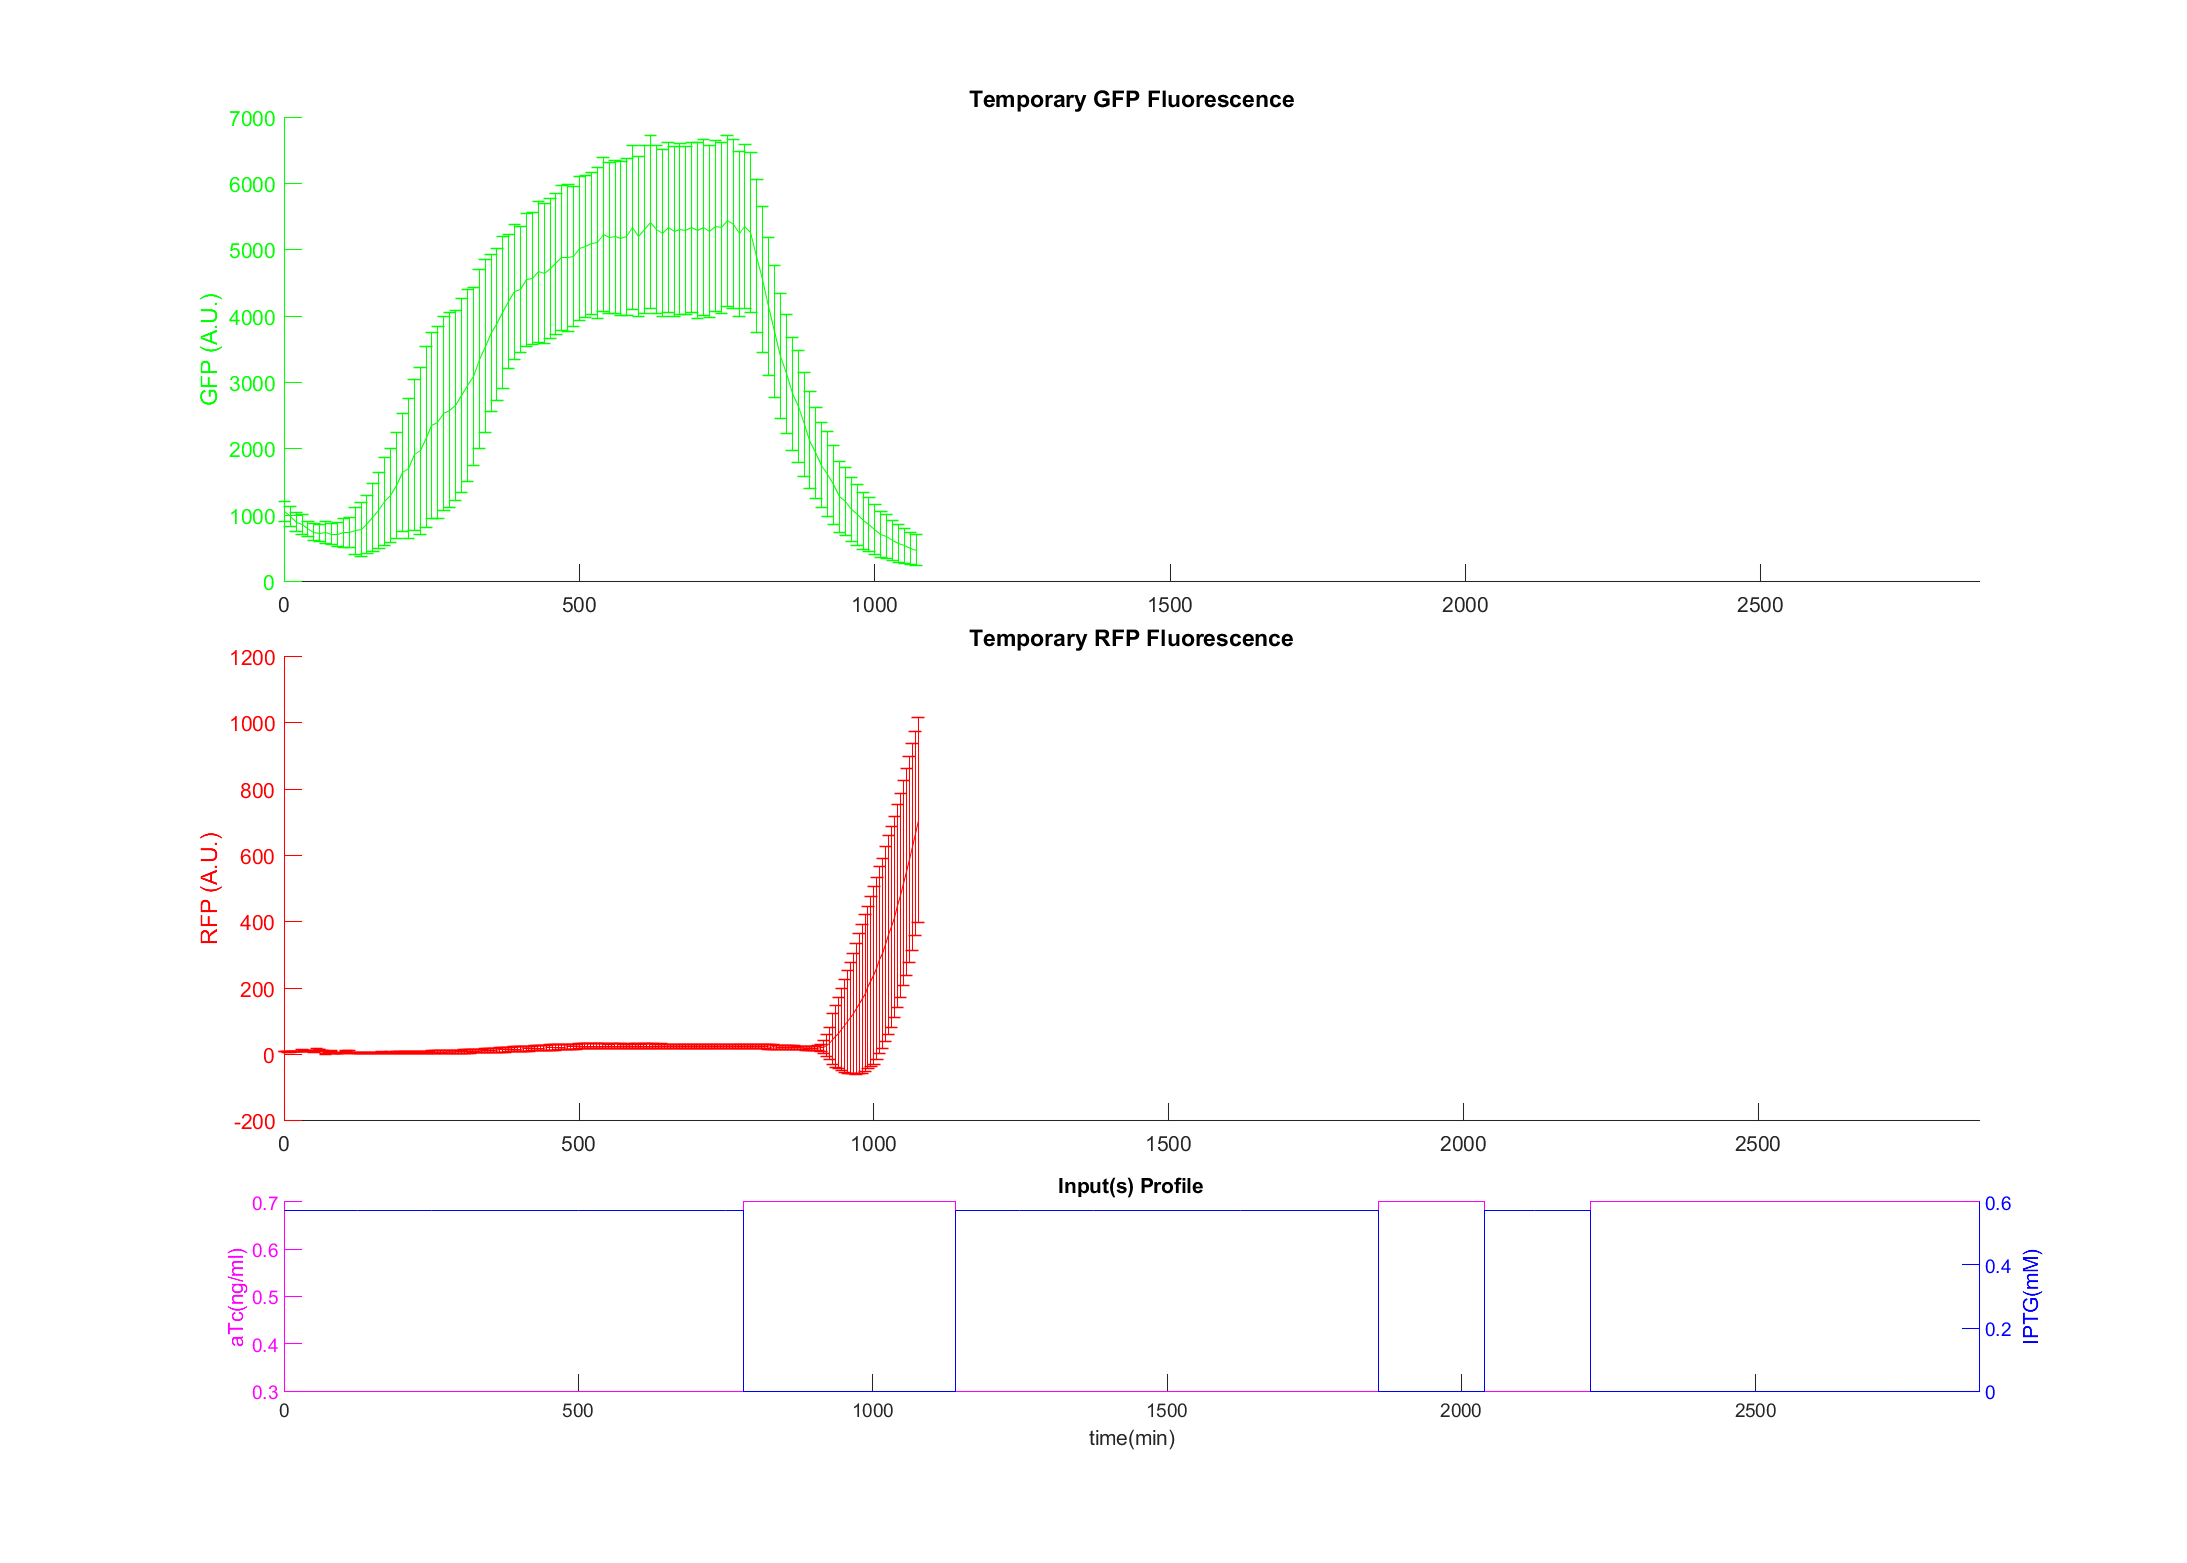 Temporary GFP Fluorescence
7000
6000
5000
4000
3000
2000
1000
0
GFP (A.U.)
0 500 1000 1500 2000 2500
Temporary RFP Fluorescence
1200
1000
800
600
400
200
0
-200
RFP (A.U.)
0 500 1000 1500 2000 2500
Input(s) Profile
0.7
0.6
0.5
0.4
0.3
aTc(ng/ml)
0.6
0.4
0.2
0
IPTG(mM)
0 500 1000 1500 2000 2500
time(min)